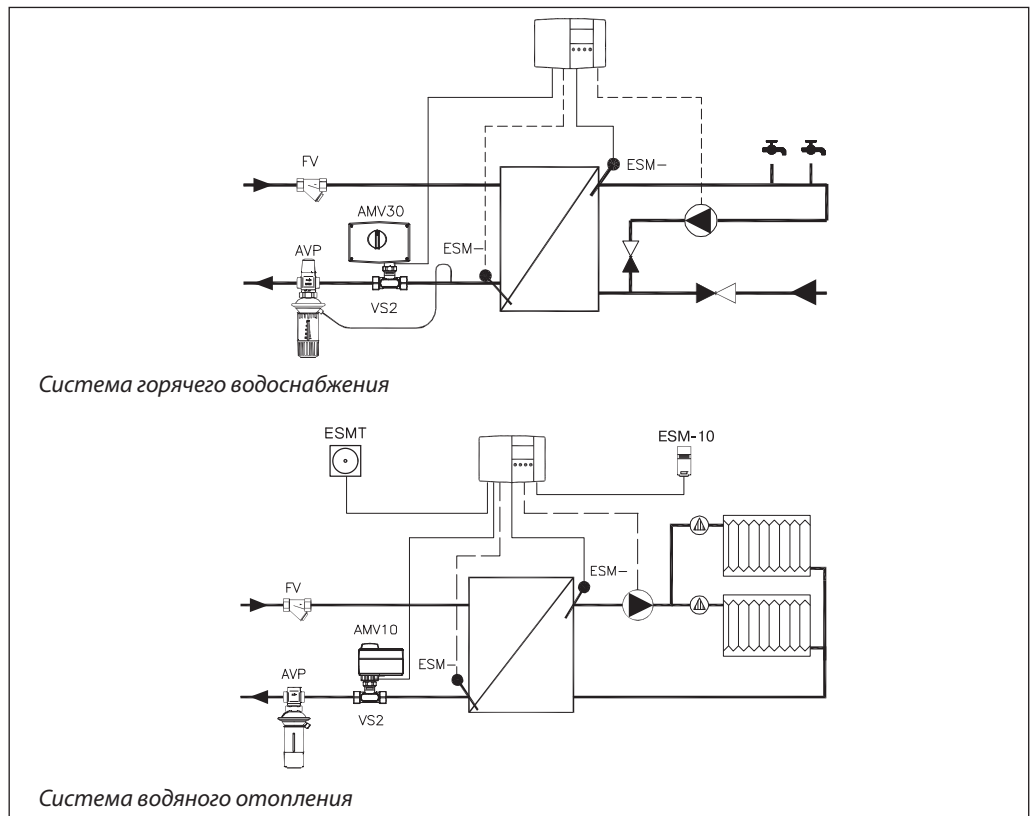 FV
ESM-
AMV30
AVP
ESM-
VS2
Система горячего водоснабжения
ESMT
ESM-10
ESM-
FV
AMV10
ESM-
AVP
VS2
Система водяного отопления